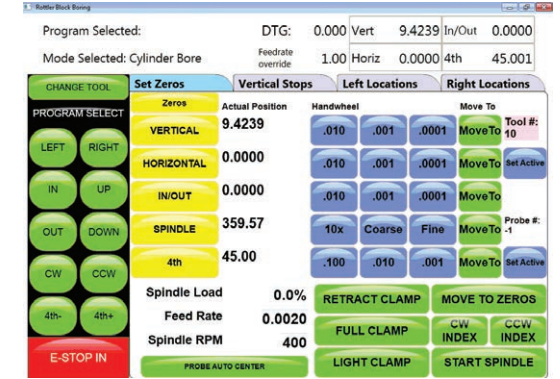 Rottler Block Boring
Program Selected: DTG: 0.000 Vert 9.4239 In/Out 0.0000
Mode Selected: Cylinder Bore Feedrate override 1.00 Horiz 0.0000 4th 45.001
CHANGE TOOL Set Zeros Vertical Stops Left Locations Right Locations
PROGRAM SELECT Zeros Actual Position Handwheel Move To
VERTICAL 9.4239 .010 .001 .0001 MoveTo Tool #: 10
LEFT RIGHT
HORIZONTAL 0.0000 .010 .001 .0001 MoveTo Set Active
IN UP IN/OUT 0.0000 .010 .001 .0001 MoveTo
OUT DOWN SPINDLE 359.57 10x Coarse Fine MoveTo Probe #: -1
CW CCW 4th 45.00 .100 .010 .001 MoveTo Set Active
Spindle Load 0.0% RETRACT CLAMP MOVE TO ZEROS
4th- 4th+ Feed Rate 0.0020 FULL CLAMP CW INDEX CCW INDEX
Spindle RPM 400
E-STOP IN PROBE AUTO CENTER LIGHT CLAMP START SPINDLE